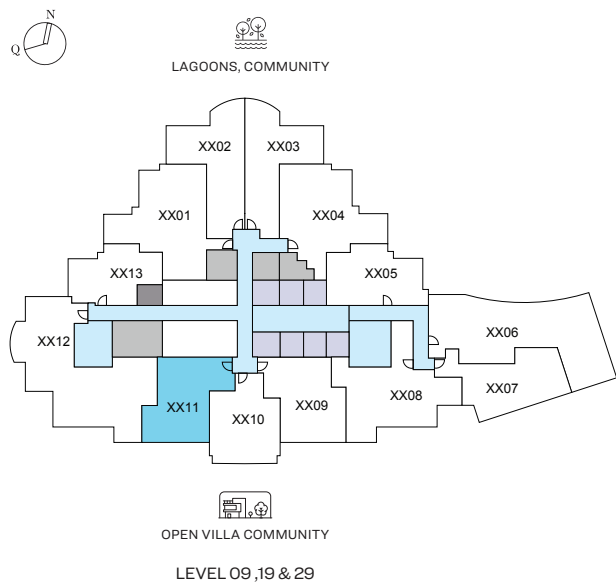 N
Q
LAGOONS, COMMUNITY
XX02
XX03
XX01
XX04
XX13
XX05
XX12
XX06
XX11
XX10
XX09
XX08
XX07
OPEN VILLA COMMUNITY
LEVEL 09 ,19 & 29